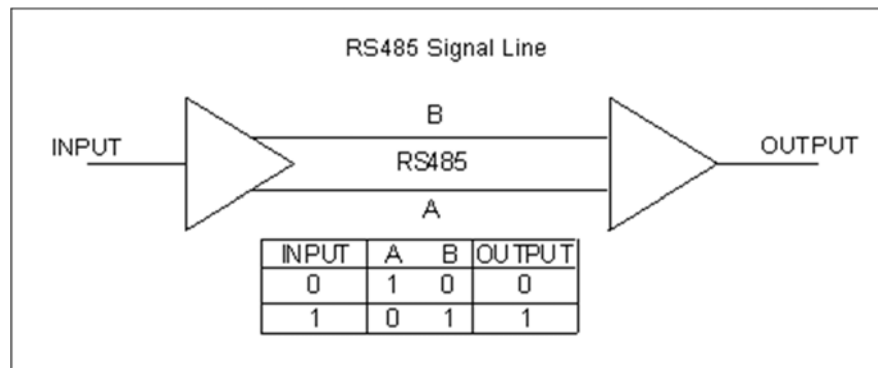 RS485 Signal Line
B
INPUT
RS485
OUTPUT
A
INPUT A B OUTPUT
0 1 0 0
1 0 1 1